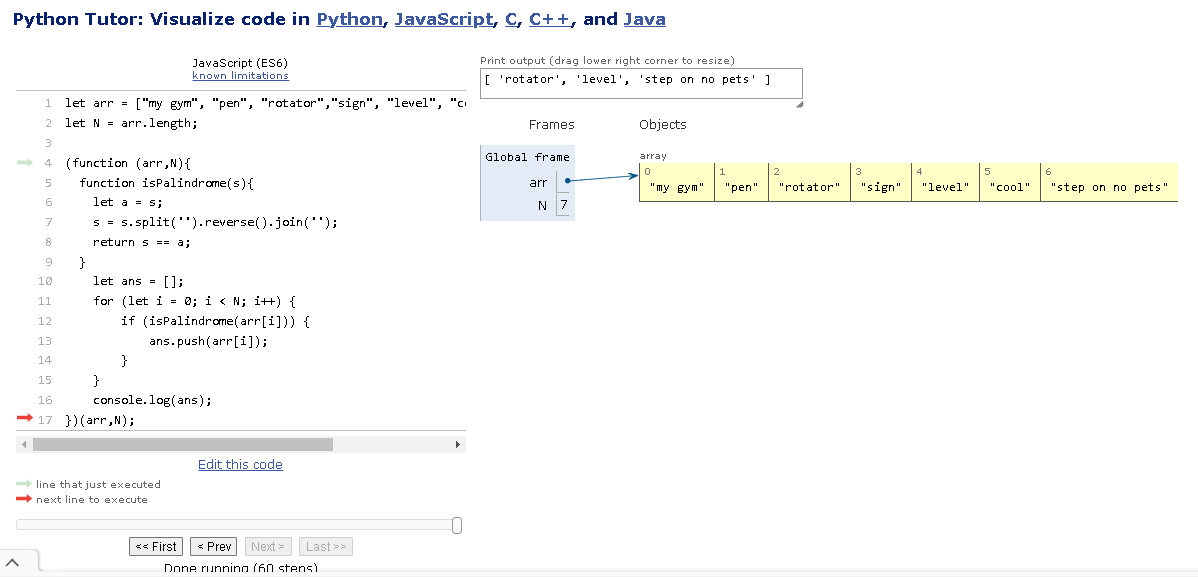 Python Tutor: Visualize code in Python, JavaScript, C, C++, and Java
JavaScript (ES6)
known limitations
1 let arr = ["my gym", "pen", "rotator","sign", "level", "c
2 let N = arr.length;
3
4 (function (arr,N){
5 function isPalindrome(s){
6 let a = s;
7 s = s.split('').reverse().join('');
8 return s == a;
9 }
10 let ans = [];
11 for (let i = 0; i < N; i++) {
12 if (isPalindrome(arr[i])) {
13 ans.push(arr[i]);
14 }
15 }
16 console.log(ans);
17 })(arr,N);
Edit this code
line that just executed
next line to execute
<< First < Prev Next > Last >>
Done running (60 steps)
Print output (drag lower right corner to resize)
[ 'rotator', 'level', 'step on no pets' ]
Frames Objects
Global frame
arr
N 7
array
0 1 2 3 4 5 6
"my gym" "pen" "rotator" "sign" "level" "cool" "step on no pets"